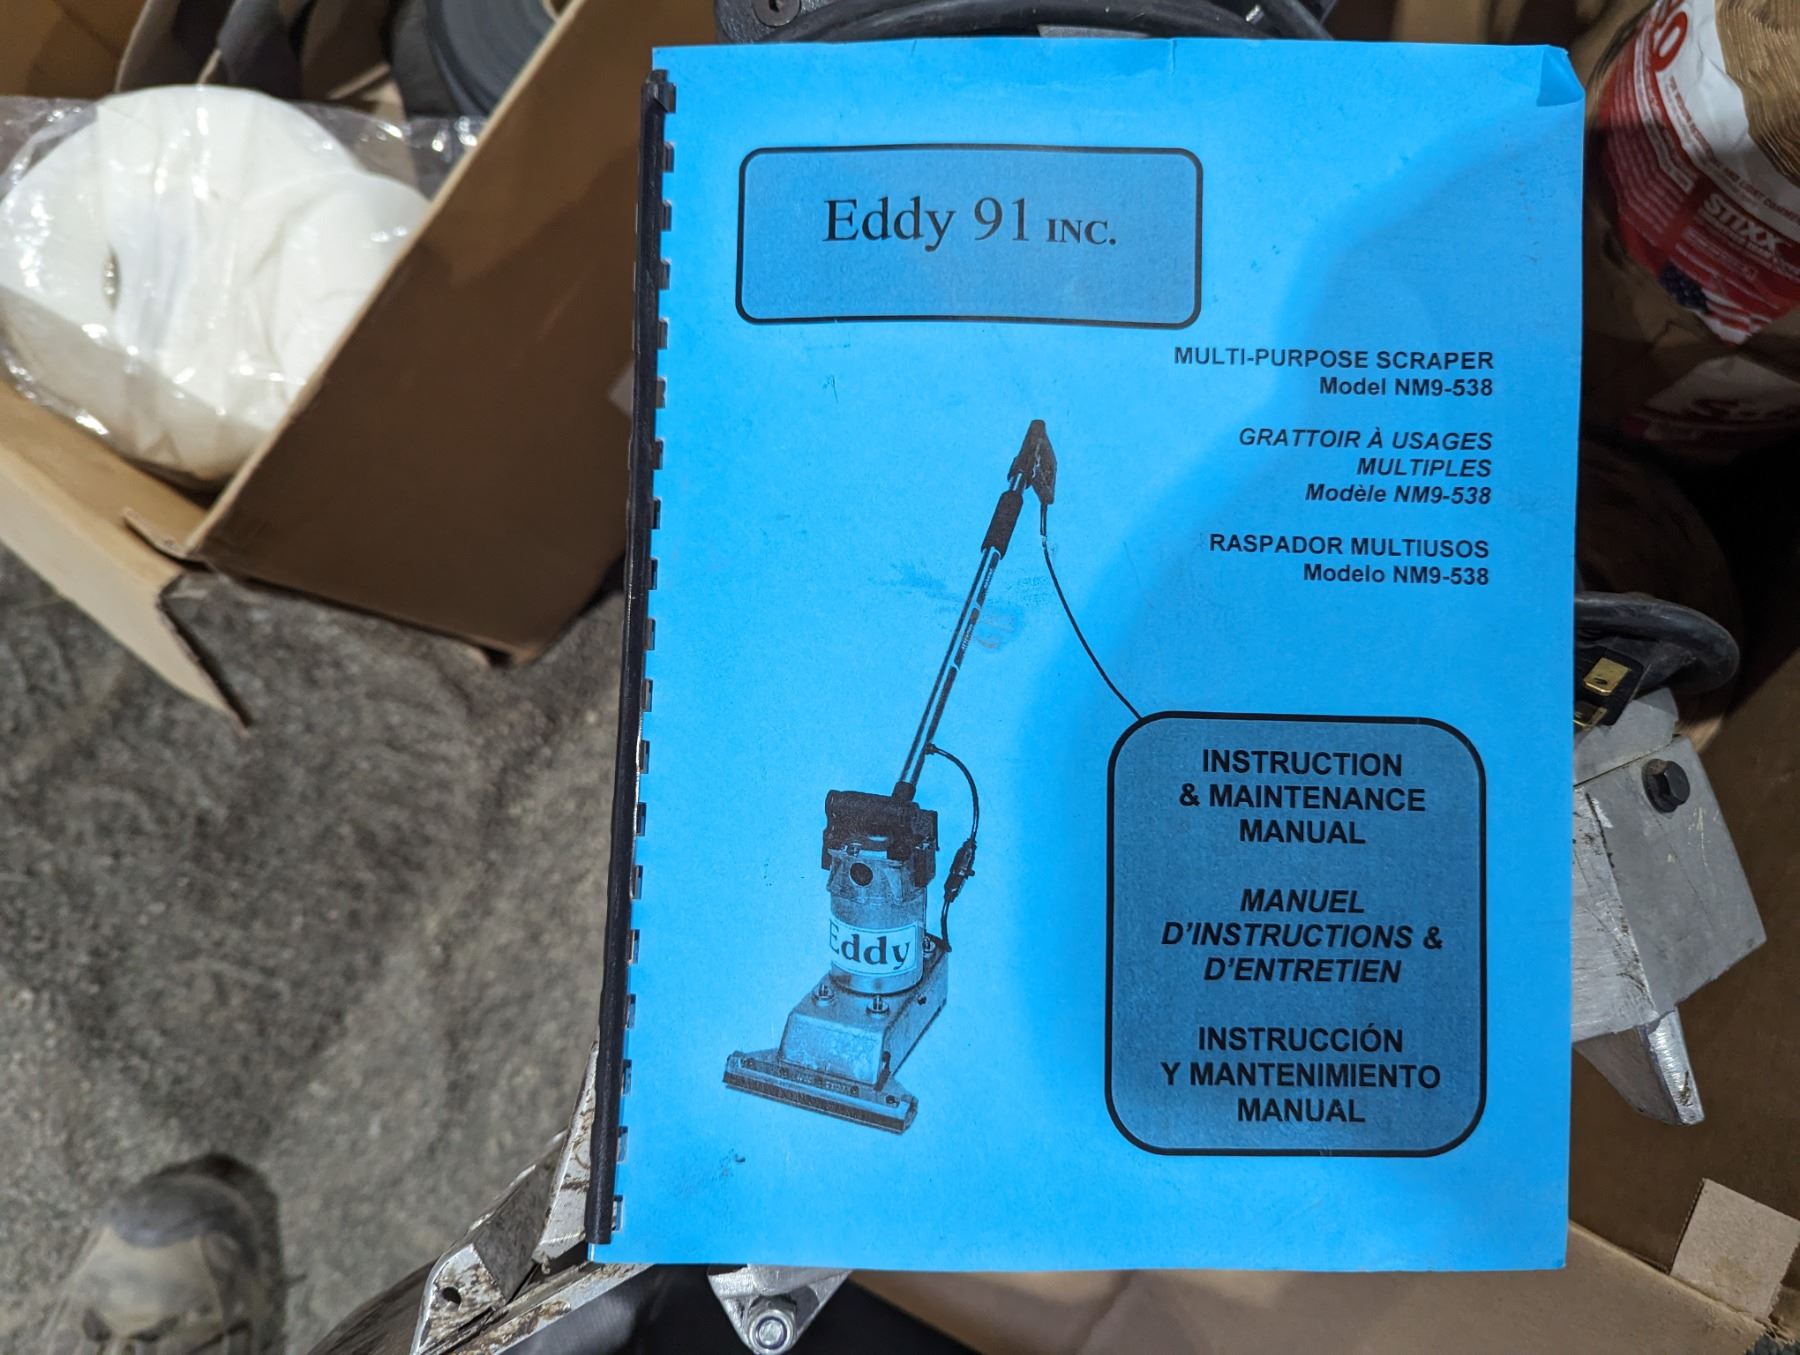 Eddy 91 INC.
MULTI-PURPOSE SCRAPER
Model NM9-538
GRATTOIR À USAGES
MULTIPLES
Modèle NM9-538
RASPADOR MULTIUSOS
Modelo NM9-538
INSTRUCTION
& MAINTENANCE
MANUAL
MANUEL
D'INSTRUCTIONS &
D'ENTRETIEN
INSTRUCCIÓN
Y MANTENIMIENTO
MANUAL
Eddy
STIXX